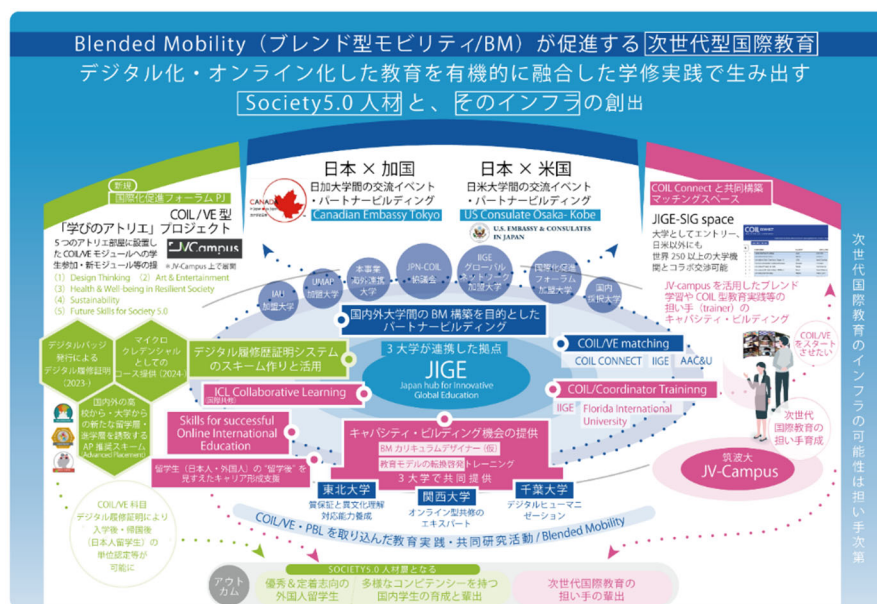 Blended Mobility（ブレンド型モビリティ/BM）が促進する 次世代型国際教育
デジタル化・オンライン化した教育を有機的に融合した学修実践で生み出す
Society5.0 人材と、そのインフラの創出
新規
国際化促進フォーラム PJ
COIL/VE 型
「学びのアトリエ」プロジェクト
5 つのアトリエ部屋に設置し
た COIL/VE モジュールへの学
生参加・新モジュール等の提
JVCampus
＊JV-Campus 上で展開
(1) Design Thinking (2) Art & Entertainment
(3) Health & Well-being in Resilient Society
(4) Sustainability
(5) Future Skills for Society 5.0
日本 × 加国
日加大学間の交流イベント
・パートナービルディング
Canadian Embassy Tokyo
CANADA
日本 × 米国
日米大学間の交流イベント
・パートナービルディング
US Consulate Osaka- Kobe
U.S. EMBASSY & CONSULATES
IN JAPAN
COIL Connect と共同構築
マッチングスペース
JIGE-SIG space
大学としてエントリー、
日米以外にも
世界 250 以上の大学機
関とコラボ交渉可能
COIL CONNECT
JV-campus を活用したブレンド
学習や COIL 型教育実践等の
担い手（trainer）の
キャパシティ・ビルディング
次世代国際教育のインフラの可能性は担い手次第
IAU
加盟大学
UMAP
加盟大学
本事業
海外連携
大学
JPN-COIL
協議会
IIGE
グローバル
ネットワーク
加盟大学
国際化促進
フォーラム
加盟大学
国内
採択大学
国内外大学間の BM 構築を目的とした
パートナービルディング
3 大学が連携した拠点
JIGE
Japan hub for Innovative
Global Education
デジタルバッジ
発行による
デジタル履修証明
(2023-)
マイクロ
クレデンシャル
としての
コース提供（2024-）
国内外の高
校から・大学から
の新たな留学層・
進学層を誘致する
AP 推奨スキーム
(Advanced Placement)
デジタル履修歴証明システム
のスキーム作りと活用
ICL Collaborative Learning
Skills for successful
Online International
Education
留学生（日本人・外国人）の “留学後” を
見すえたキャリア形成支援
COIL/VE matching
COIL CONNECT IIGE AAC&U
COIL/Coordinator Traininng
IIGE Florida International
University
キャパシティ・ビルディング機会の提供
BM カリキュラムデザイナー（仮）
教育モデルの転換啓発トレーニング
3 大学で共同提供
東北大学
質保証と異文化理解
対応能力養成
関西大学
オンライン型共修の
エキスパート
千葉大学
デジタルヒューマニ
ゼーション
COIL/VE をスタート
させたい
次世代
国際教育の
担い手育成
筑波大
JV-Campus
COIL/VE 科目
デジタル履修証明により
入学後・帰国後
（日本人留学生）の
単位認定等が
可能に
COIL/VE・PBL を取り込んだ教育実践・共同研究活動 / Blended Mobility
アウト
カム
SOCIETY5.0 人材層となる
優秀＆定着志向の
外国人留学生
多様なコンピテンシーを持つ
国内学生の育成と輩出
次世代国際教育の
担い手の輩出